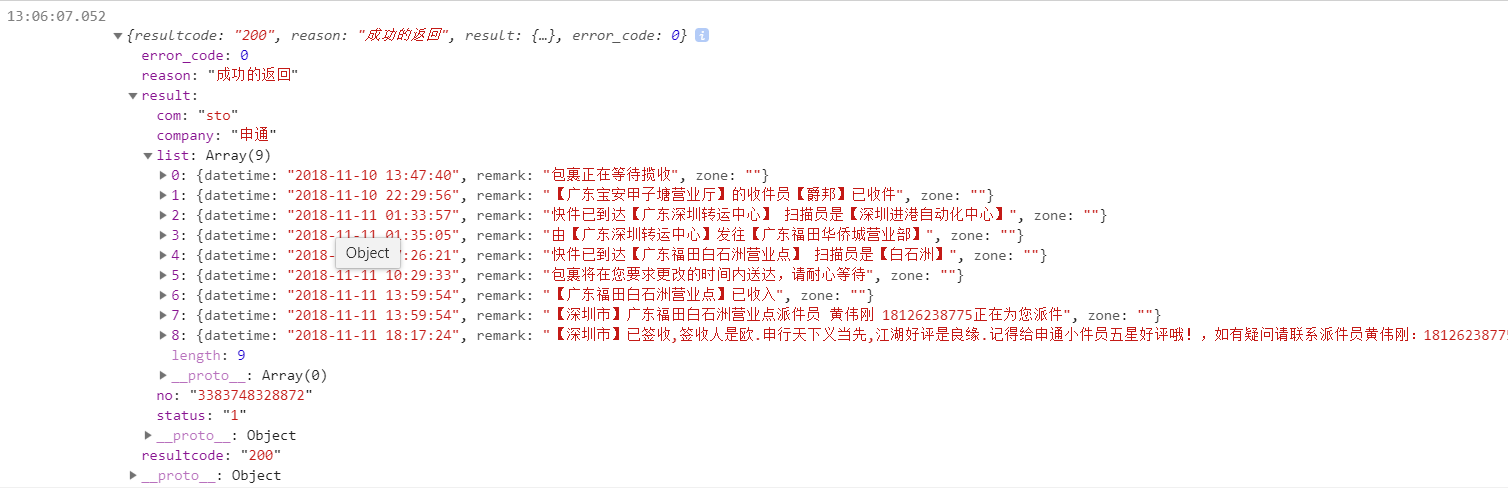 13:06:07.052
{resultcode: "200", reason: "成功的返回", result: {…}, error_code: 0} i
error_code: 0
reason: "成功的返回"
result:
com: "sto"
company: "申通"
list: Array(9)
0: {datetime: "2018-11-10 13:47:40", remark: "包裹正在等待揽收", zone: ""}
1: {datetime: "2018-11-10 22:29:56", remark: "【广东宝安甲子塘营业厅】的收件员【爵邦】已收件", zone: ""}
2: {datetime: "2018-11-11 01:33:57", remark: "快件已到达【广东深圳转运中心】 扫描员是【深圳进港自动化中心】", zone: ""}
3: {datetime: "2018-11-11 01:35:05", remark: "由【广东深圳转运中心】发往【广东福田华侨城营业部】", zone: ""}
4: {datetime: "2018- Object :26:21", remark: "快件已到达【广东福田白石洲营业点】 扫描员是【白石洲】", zone: ""}
5: {datetime: "2018-11-11 10:29:33", remark: "包裹将在您要求更改的时间内送达，请耐心等待", zone: ""}
6: {datetime: "2018-11-11 13:59:54", remark: "【广东福田白石洲营业点】已收入", zone: ""}
7: {datetime: "2018-11-11 13:59:54", remark: "【深圳市】广东福田白石洲营业点派件员 黄伟刚 18126238775正在为您派件", zone: ""}
8: {datetime: "2018-11-11 18:17:24", remark: "【深圳市】已签收,签收人是欧.申行天下义当先,江湖好评是良缘.记得给申通小件员五星好评哦!，如有疑问请联系派件员黄伟刚：18126238775
length: 9
__proto__: Array(0)
no: "3383748328872"
status: "1"
__proto__: Object
resultcode: "200"
__proto__: Object